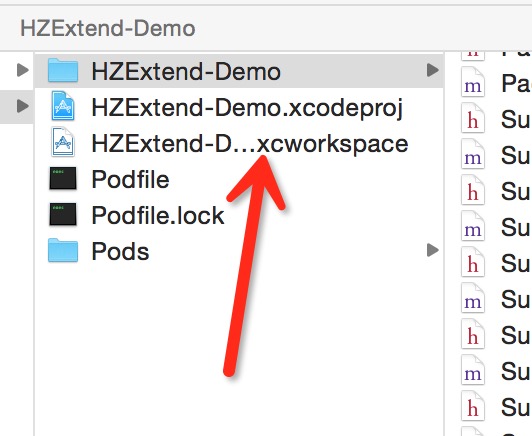 HZExtend-Demo
HZExtend-Demo
HZExtend-Demo.xcodeproj
HZExtend-D...xcworkspace
Podfile
Podfile.lock
Pods
h
m Pa
h Su
m Su
h Su
m Su
h Su
m Su
h Su
m Su
h Su